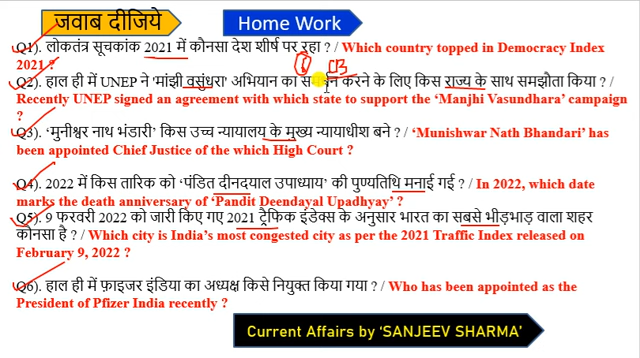 जवाब दीजिये
Home Work
Q1). लोकतंत्र सूचकांक 2021 में कौनसा देश शीर्ष पर रहा ? / Which country topped in Democracy Index
2021 ?
Q2). हाल ही में UNEP ने 'मांझी वसुंधरा' अभियान का समर्थन करने के लिए किस राज्य के साथ समझौता किया ? /
Recently UNEP signed an agreement with which state to support the 'Manjhi Vasundhara' campaign
?
Q3). 'मुनीश्वर नाथ भंडारी' किस उच्च न्यायालय के मुख्य न्यायाधीश बने ? / 'Munishwar Nath Bhandari' has
been appointed Chief Justice of the which High Court ?
Q4). 2022 में किस तारिक को 'पंडित दीनदयाल उपाध्याय' की पुण्यतिथि मनाई गई ? / In 2022, which date
marks the death anniversary of 'Pandit Deendayal Upadhyay' ?
Q5). 9 फरवरी 2022 को जारी किए गए 2021 ट्रैफिक इंडेक्स के अनुसार भारत का सबसे भीड़भाड़ वाला शहर
कौनसा है ? / Which city is India's most congested city as per the 2021 Traffic Index released on
February 9, 2022 ?
Q6). हाल ही में फ़ाइजर इंडिया का अध्यक्ष किसे नियुक्त किया गया ? / Who has been appointed as the
President of Pfizer India recently ?
Current Affairs by 'SANJEEV SHARMA'